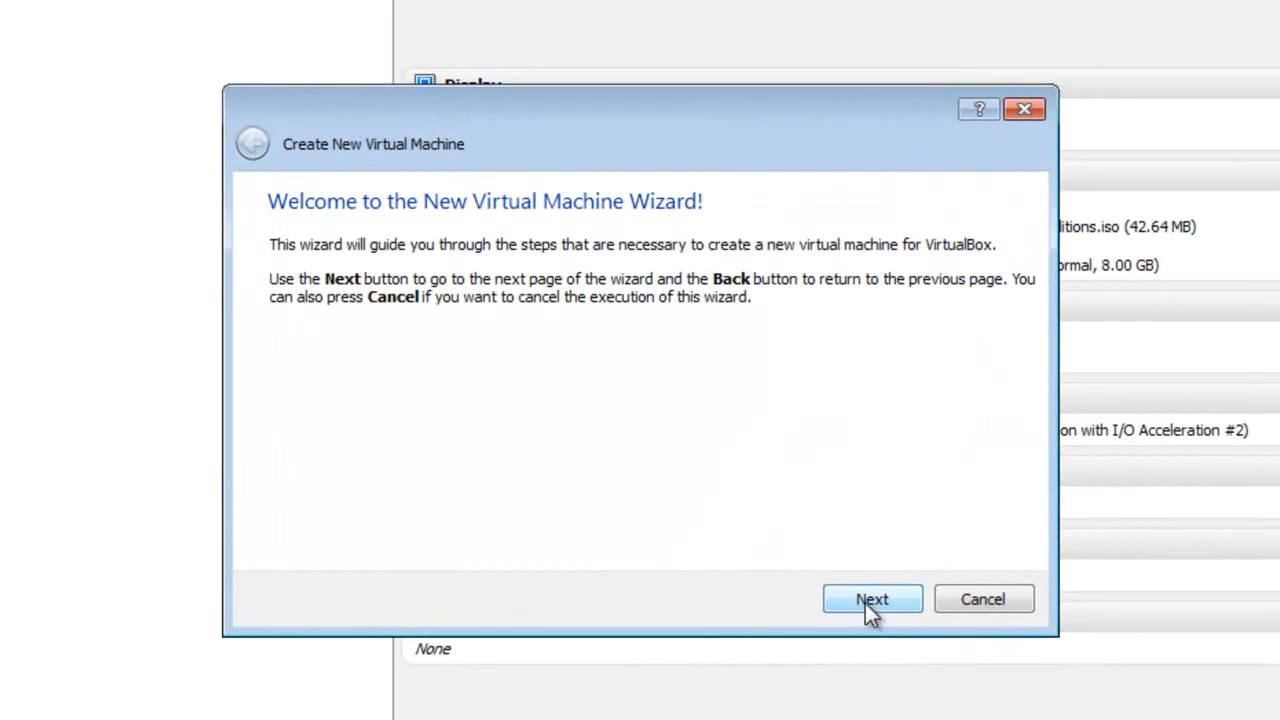 Display
?
Create New Virtual Machine
Welcome to the New Virtual Machine Wizard!
This wizard will guide you through the steps that are necessary to create a new virtual machine for VirtualBox.
Use the Next button to go to the next page of the wizard and the Back button to return to the previous page. You
can also press Cancel if you want to cancel the execution of this wizard.
itions.iso (42.64 MB)
ormal, 8.00 GB)
on with I/O Acceleration #2)
Next
Cancel
None